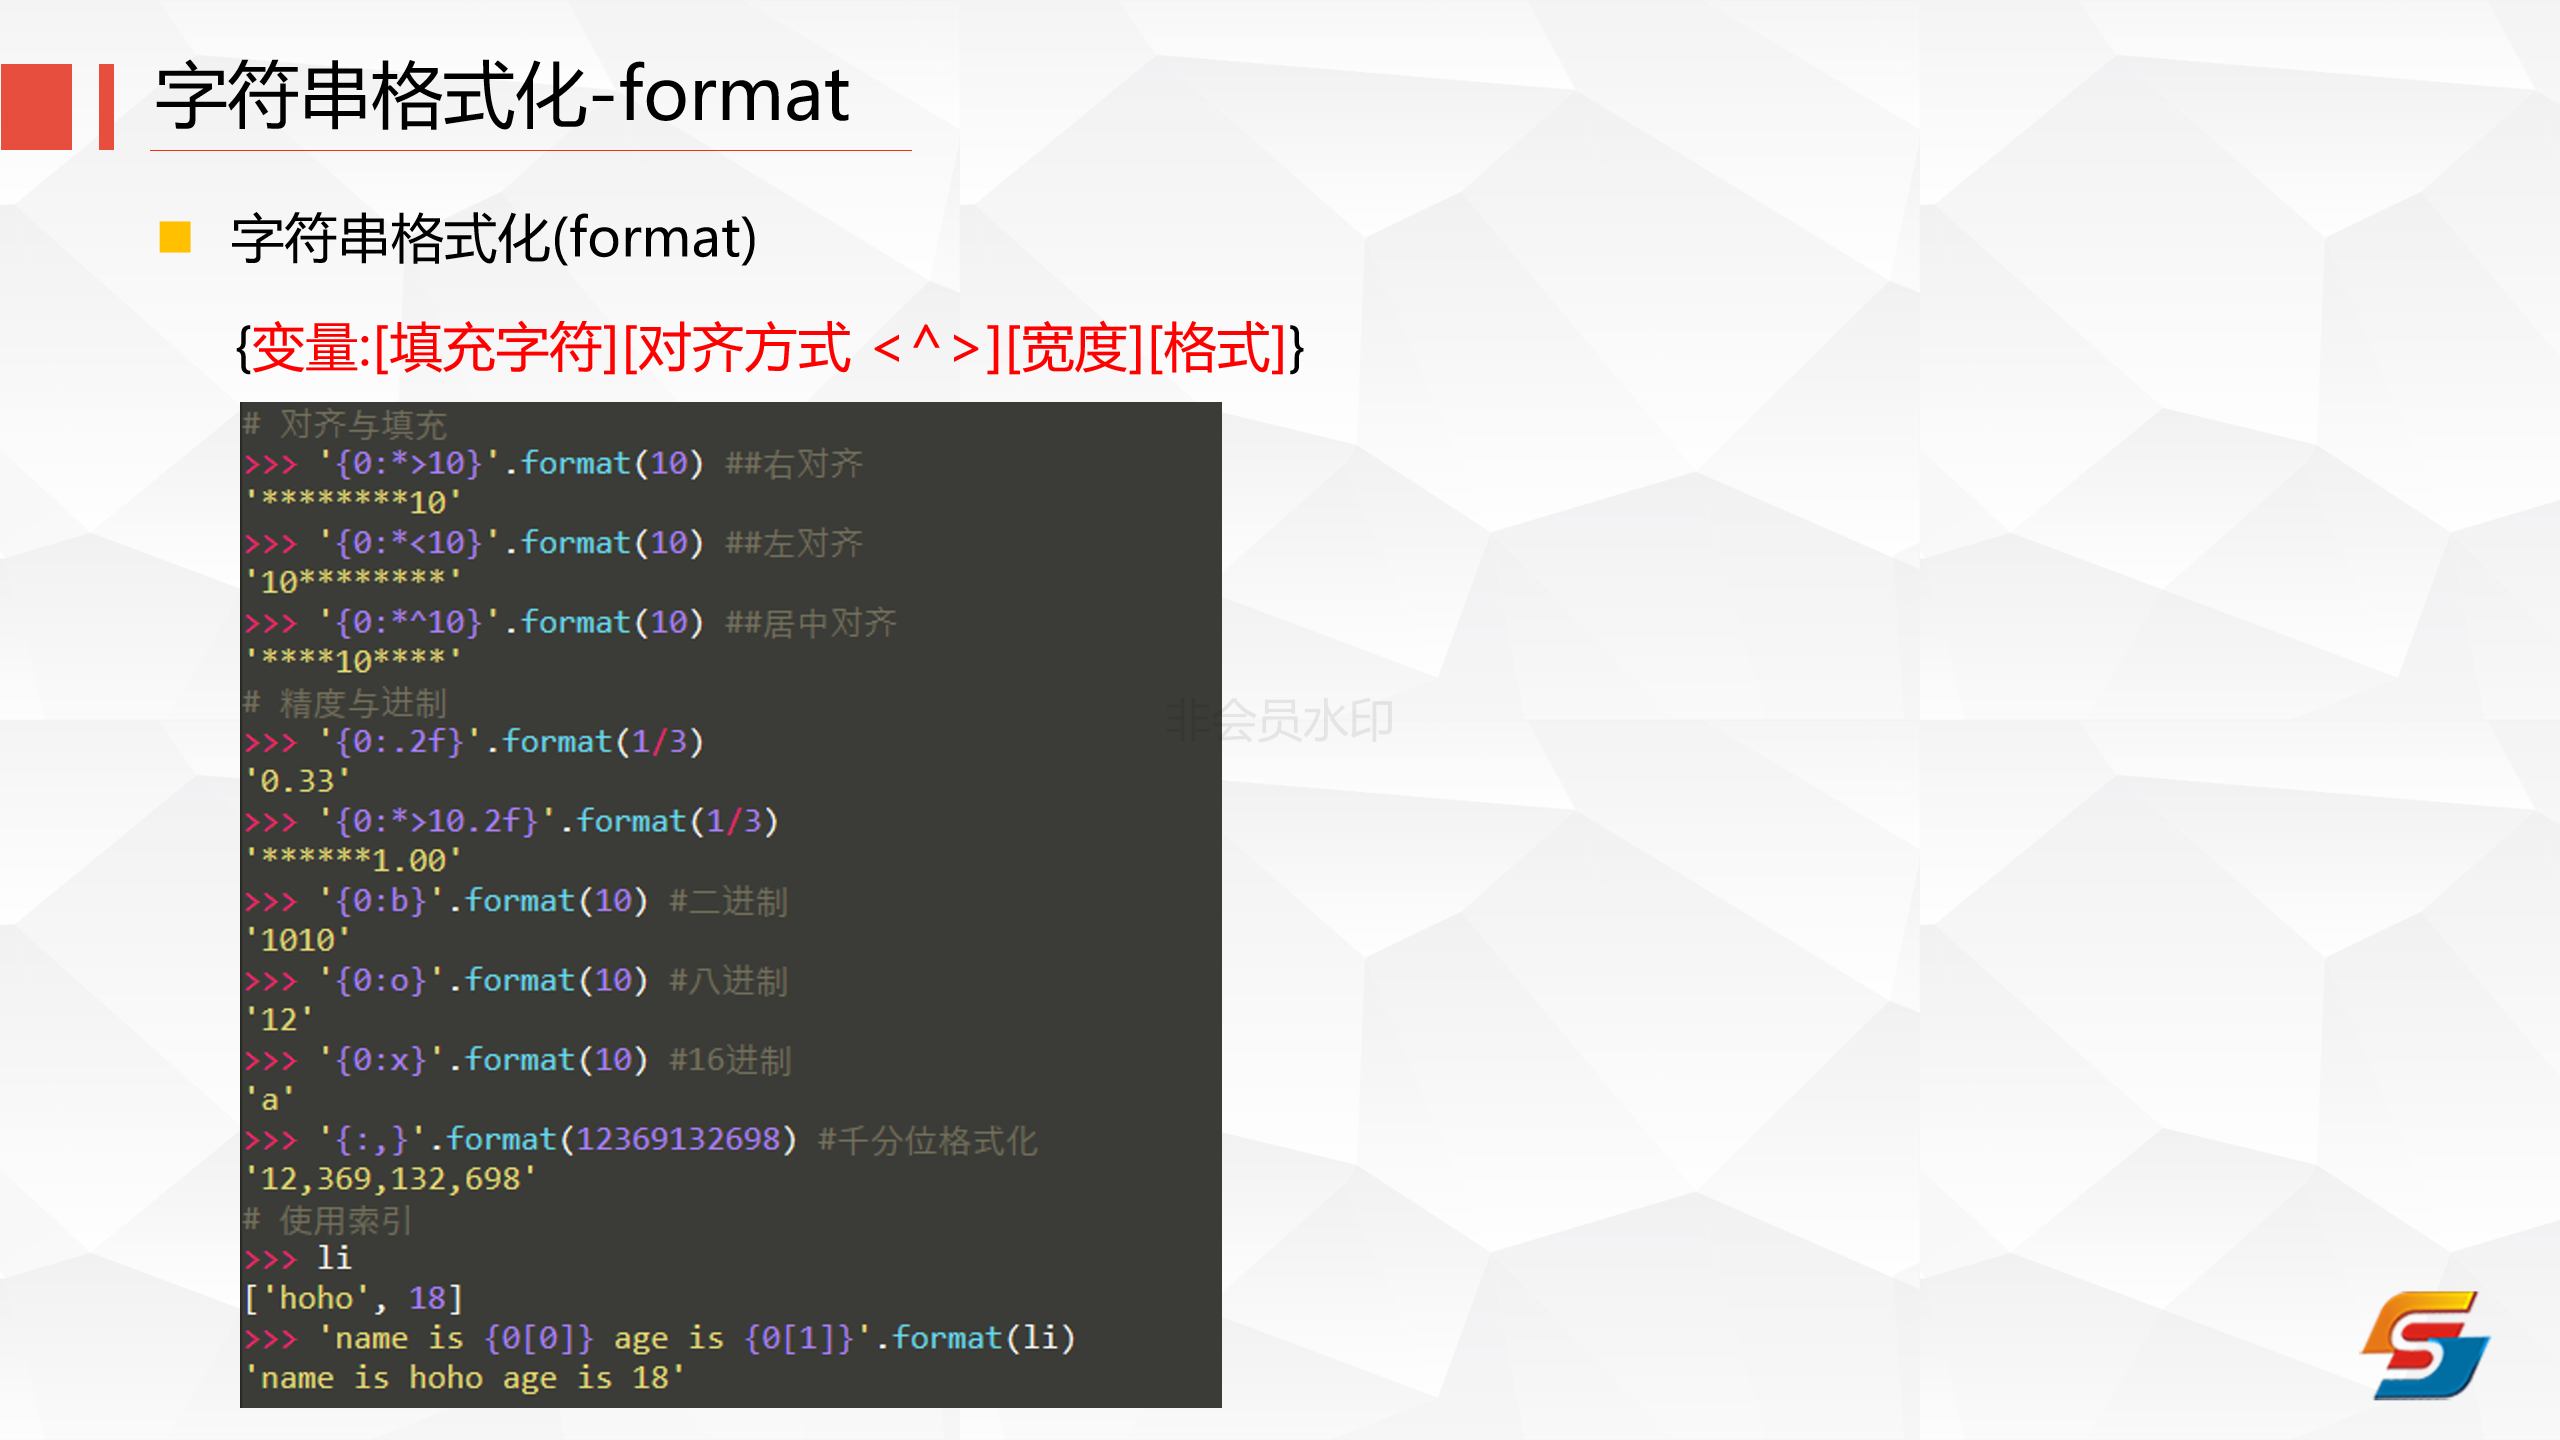 字符串格式化-format
字符串格式化(format)
{变量:[填充字符][对齐方式 <^>][宽度][格式]}
# 对齐与填充
>>> '{0:*>10}'.format(10) ##右对齐
'********10'
>>> '{0:*<10}'.format(10) ##左对齐
'10********'
>>> '{0:*^10}'.format(10) ##居中对齐
'****10****'
# 精度与进制
>>> '{0:.2f}'.format(1/3)
'0.33'
>>> '{0:*>10.2f}'.format(1/3)
'******1.00'
>>> '{0:b}'.format(10) #二进制
'1010'
>>> '{0:o}'.format(10) #八进制
'12'
>>> '{0:x}'.format(10) #16进制
'a'
>>> '{:,}'.format(12369132698) #千分位格式化
'12,369,132,698'
# 使用索引
>>> li
['hoho', 18]
>>> 'name is {0[0]} age is {0[1]}'.format(li)
'name is hoho age is 18'
非会员水印